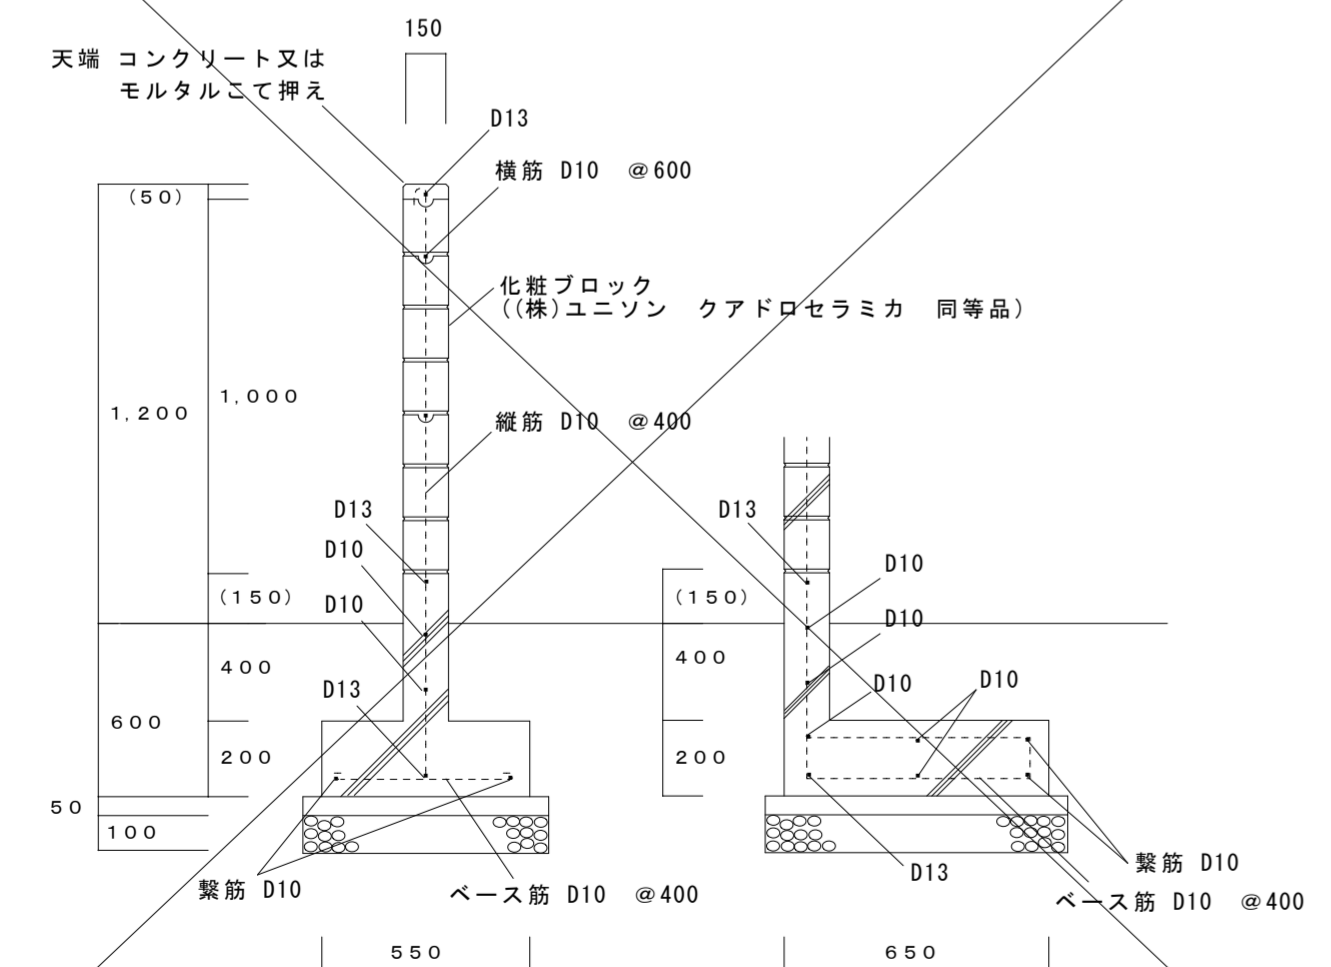 150
天端 コンクリート又は
モルタルこて押え
D13
横筋 D10 @600
(50)
化粧ブロック
((株)ユニソン クアドロセラミカ 同等品)
1,200
1,000
縦筋 D10 @400
D13
D10
D10
(150)
400
D13
600
200
50
100
繋筋 D10
ベース筋 D10 @400
550
D13
D10
(150)
D10
400
D10
D10
200
D13
繋筋 D10
ベース筋 D10 @400
650